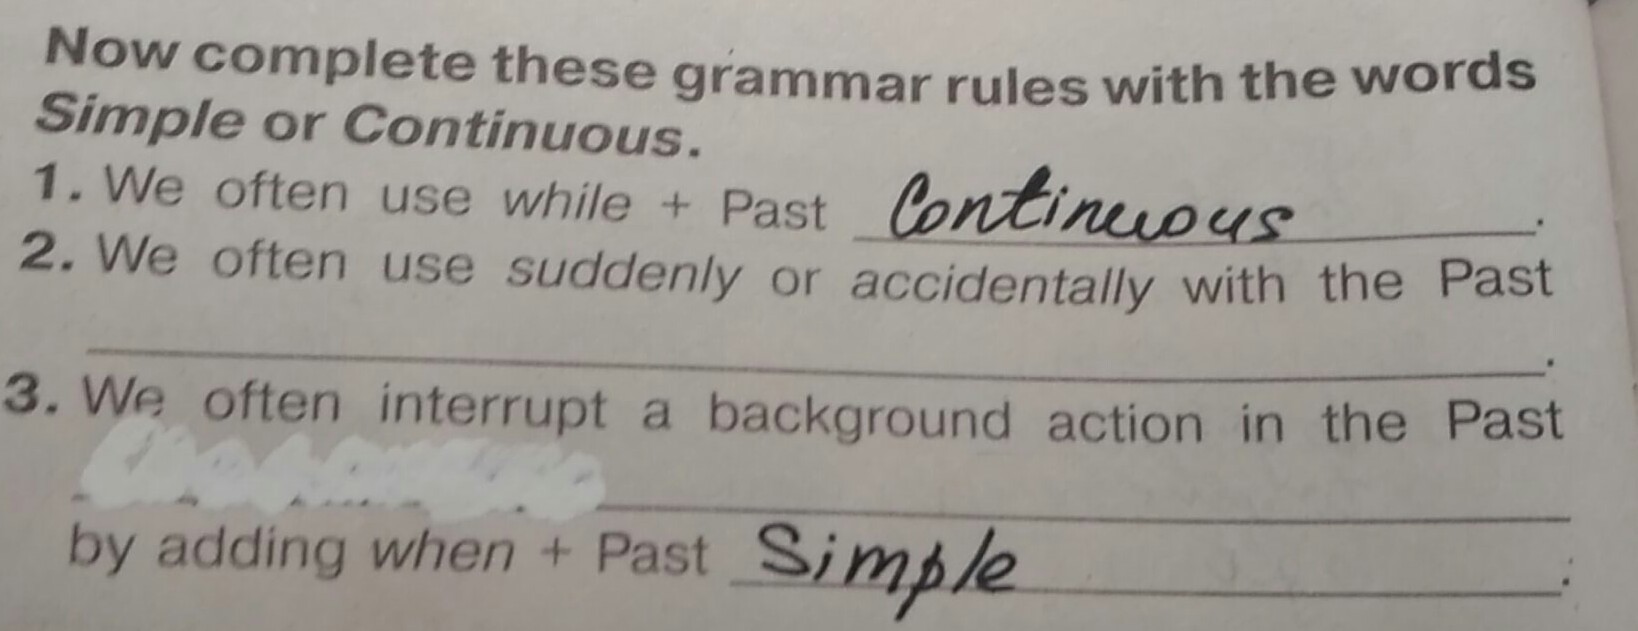 Now complete these grammar rules with the words
Simple or Continuous.
1. We often use while + Past Continuous.
2. We often use suddenly or accidentally with the Past
.
3. We often interrupt a background action in the Past
by adding when + Past Simple.